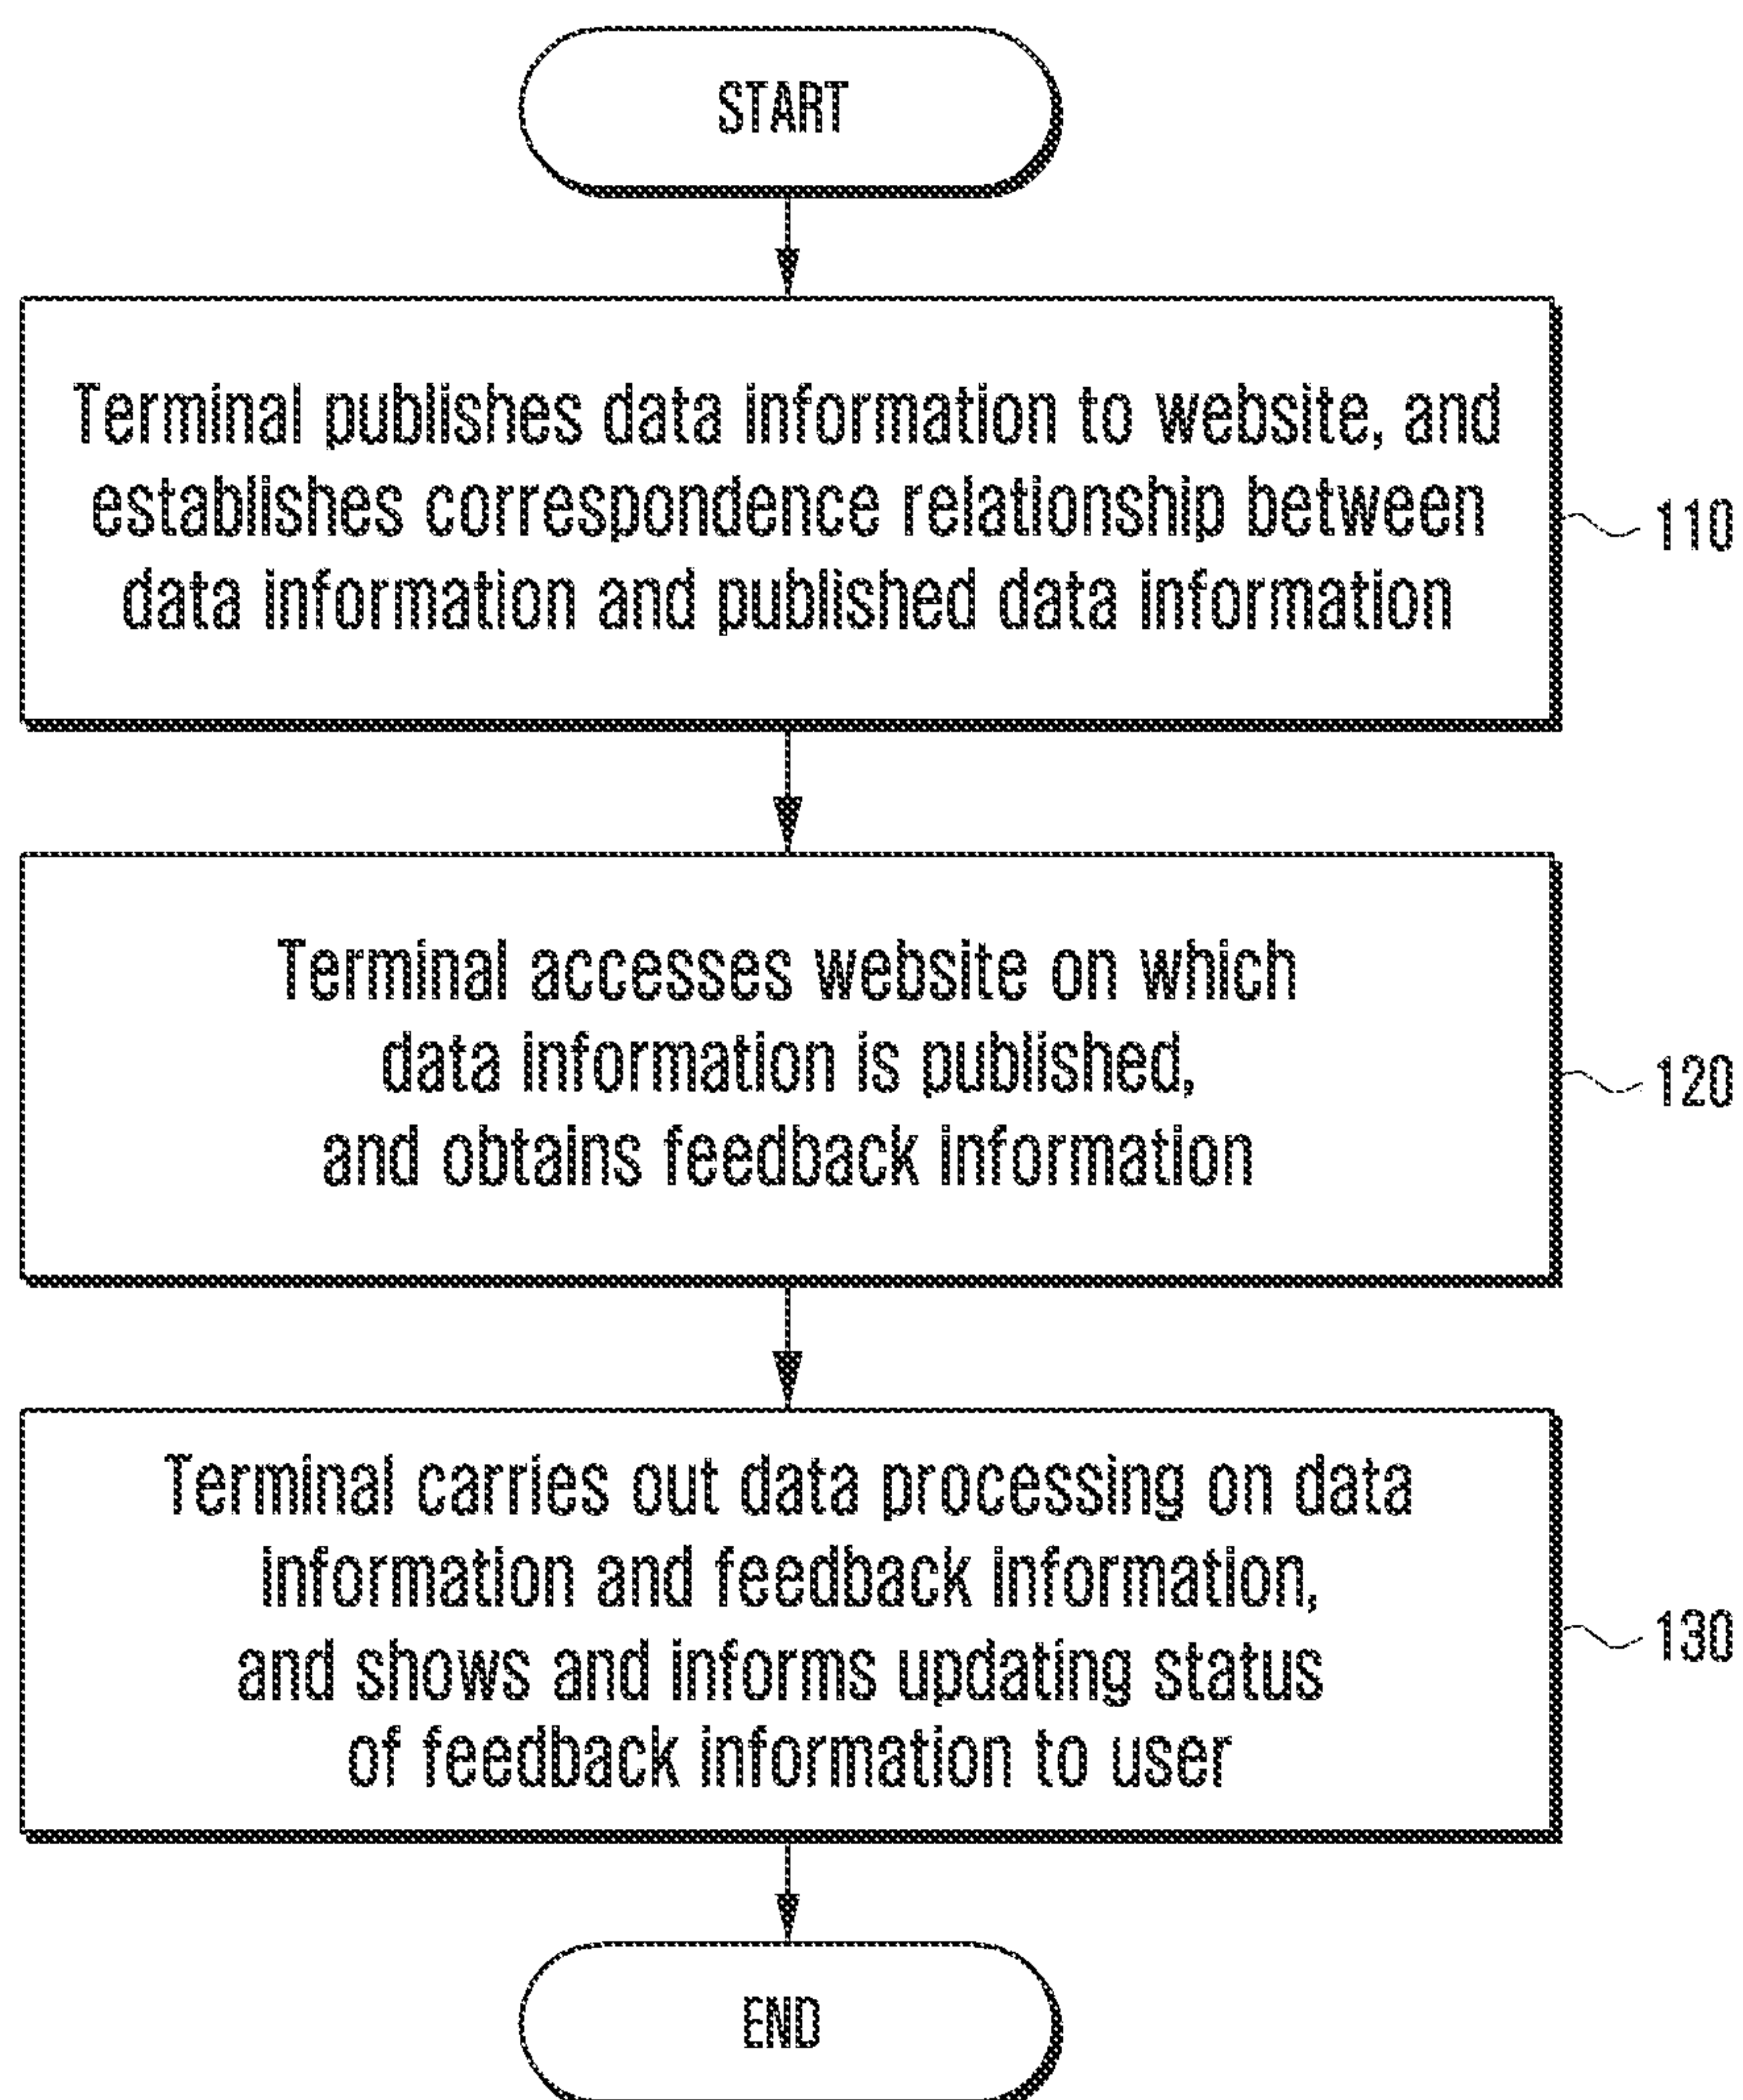 START
Terminal publishes data information to website, and
establishes correspondence relationship between
data information and published data information
110
Terminal accesses website on which
data information is published,
and obtains feedback information
120
Terminal carries out data processing on data
information and feedback information,
and shows and informs updating status
of feedback information to user
130
END